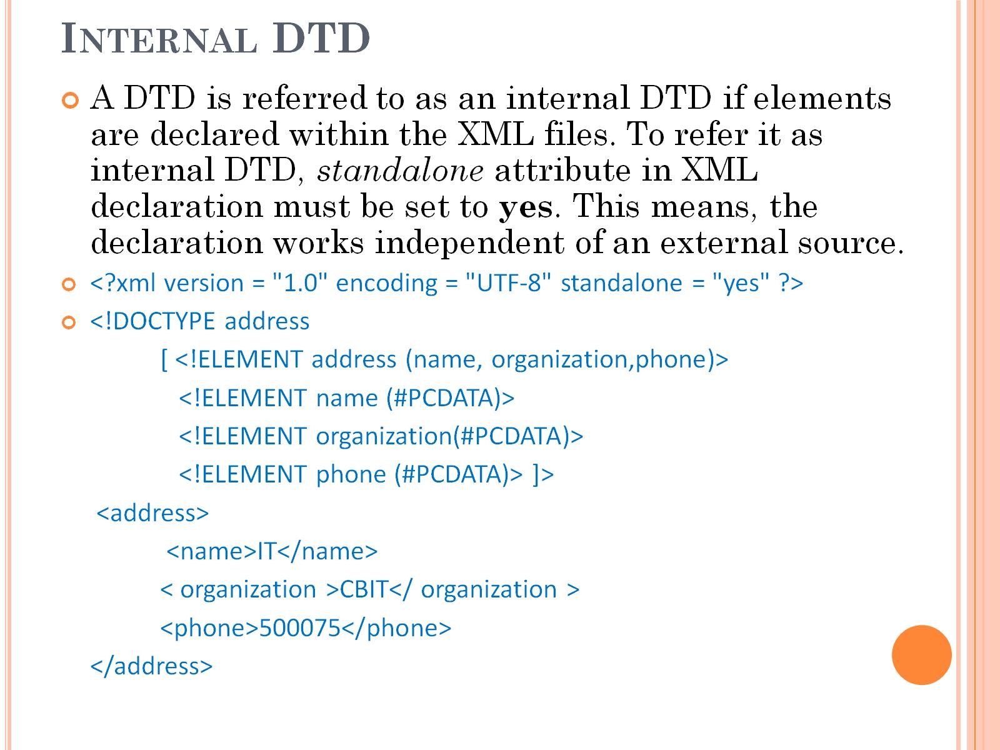 INTERNAL DTD
A DTD is referred to as an internal DTD if elements
are declared within the XML files. To refer it as
internal DTD, standalone attribute in XML
declaration must be set to yes. This means, the
declaration works independent of an external source.
<?xml version = "1.0" encoding = "UTF-8" standalone = "yes" ?>
<!DOCTYPE address
[ <!ELEMENT address (name, organization,phone)>
<!ELEMENT name (#PCDATA)>
<!ELEMENT organization(#PCDATA)>
<!ELEMENT phone (#PCDATA)> ]>
<address>
<name>IT</name>
< organization >CBIT</ organization >
<phone>500075</phone>
</address>